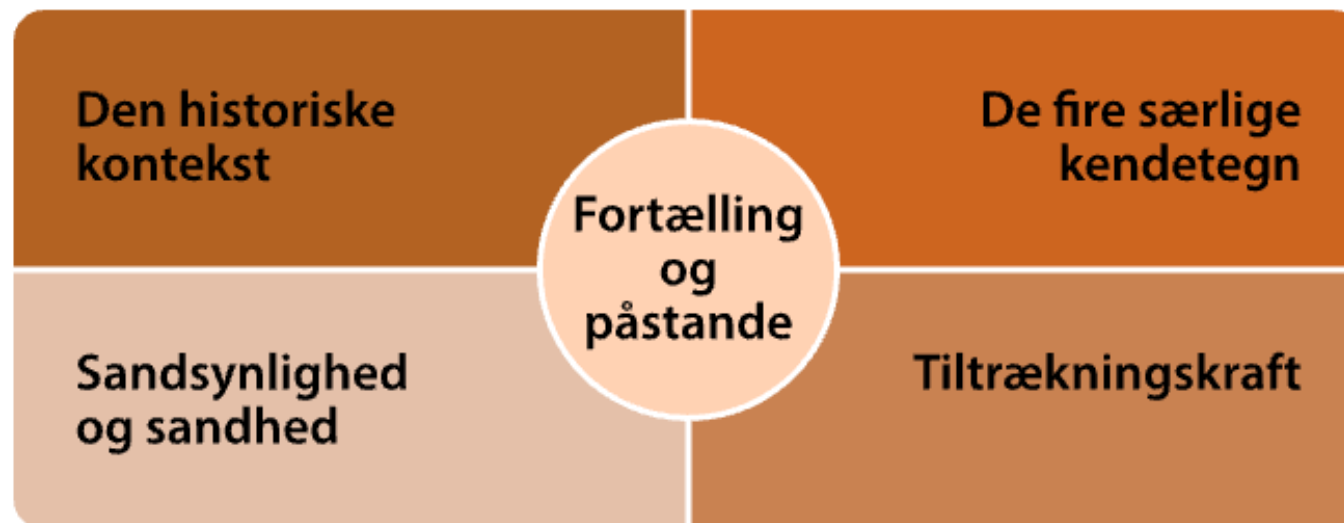 Den historiske
kontekst
De fire særlige
kendetegn
Fortælling
og
påstande
Sandsynlighed
og sandhed
Tiltrækningskraft